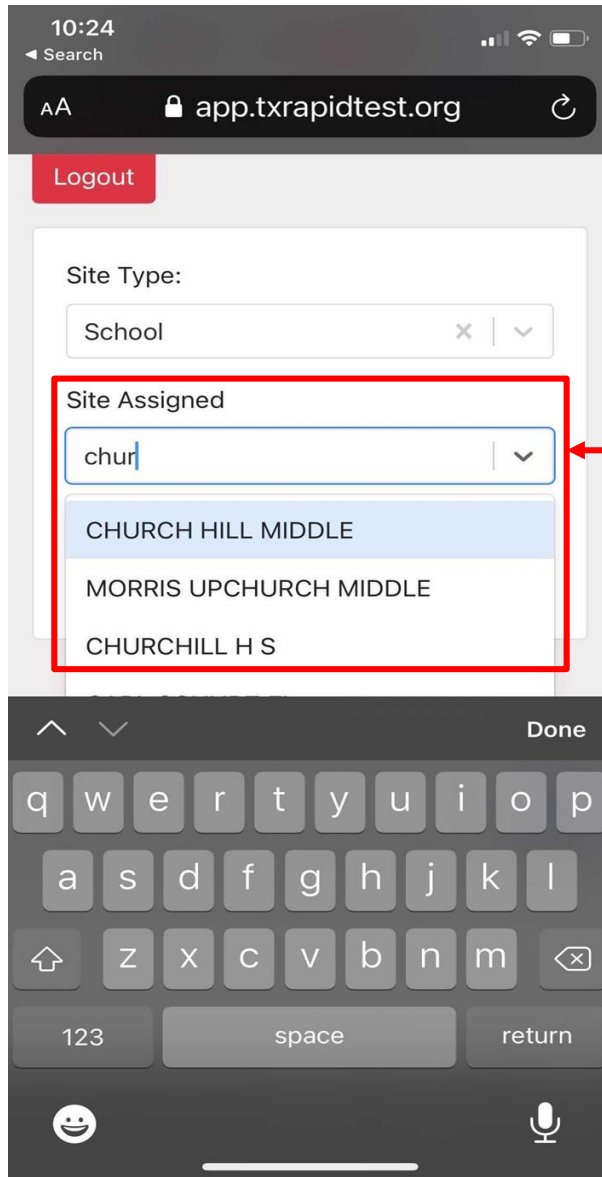 10:24
◀ Search
AA app.txrapidtest.org
Logout
Site Type:
School
Site Assigned
chur
CHURCH HILL MIDDLE
MORRIS UPCHURCH MIDDLE
CHURCHILL H S
Done
q w e r t y u i o p
a s d f g h j k l
z x c v b n m
123 space return